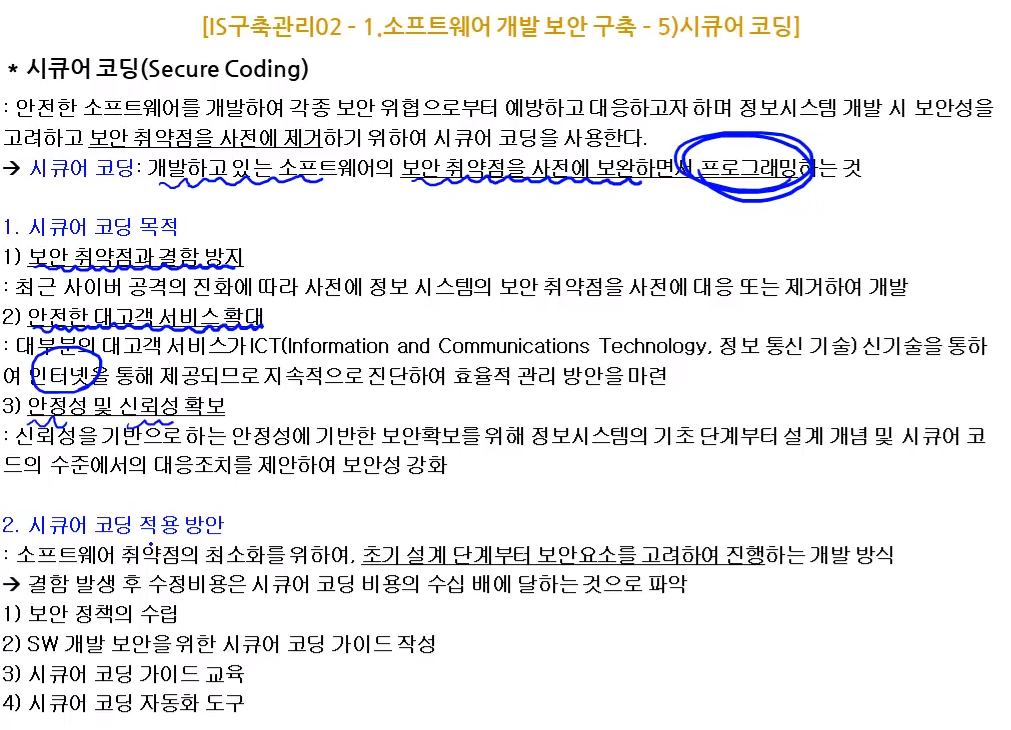 [IS구축관리02 - 1.소프트웨어 개발 보안 구축 - 5)시큐어 코딩]
* 시큐어 코딩(Secure Coding)
: 안전한 소프트웨어를 개발하여 각종 보안 위협으로부터 예방하고 대응하고자 하며 정보시스템 개발 시 보안성을
고려하고 보안 취약점을 사전에 제거하기 위하여 시큐어 코딩을 사용한다.
→ 시큐어 코딩: 개발하고 있는 소프트웨어의 보안 취약점을 사전에 보완하면서 프로그래밍하는 것
1. 시큐어 코딩 목적
1) 보안 취약점과 결함 방지
: 최근 사이버 공격의 진화에 따라 사전에 정보 시스템의 보안 취약점을 사전에 대응 또는 제거하여 개발
2) 안전한 대고객 서비스 확대
: 대부분의 대고객 서비스가 ICT(Information and Communications Technology, 정보 통신 기술) 신기술을 통하
여 인터넷을 통해 제공되므로 지속적으로 진단하여 효율적 관리 방안을 마련
3) 안정성 및 신뢰성 확보
: 신뢰성을 기반으로 하는 안정성에 기반한 보안확보를 위해 정보시스템의 기초 단계부터 설계 개념 및 시큐어 코
드의 수준에서의 대응조치를 제안하여 보안성 강화
2. 시큐어 코딩 적용 방안
: 소프트웨어 취약점의 최소화를 위하여, 초기 설계 단계부터 보안요소를 고려하여 진행하는 개발 방식
→ 결함 발생 후 수정비용은 시큐어 코딩 비용의 수십 배에 달하는 것으로 파악
1) 보안 정책의 수립
2) SW 개발 보안을 위한 시큐어 코딩 가이드 작성
3) 시큐어 코딩 가이드 교육
4) 시큐어 코딩 자동화 도구